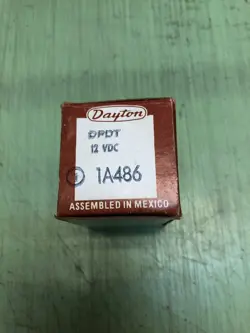 Dayton
DPDT
12 VDC
1A486
ASSEMBLED IN MEXICO